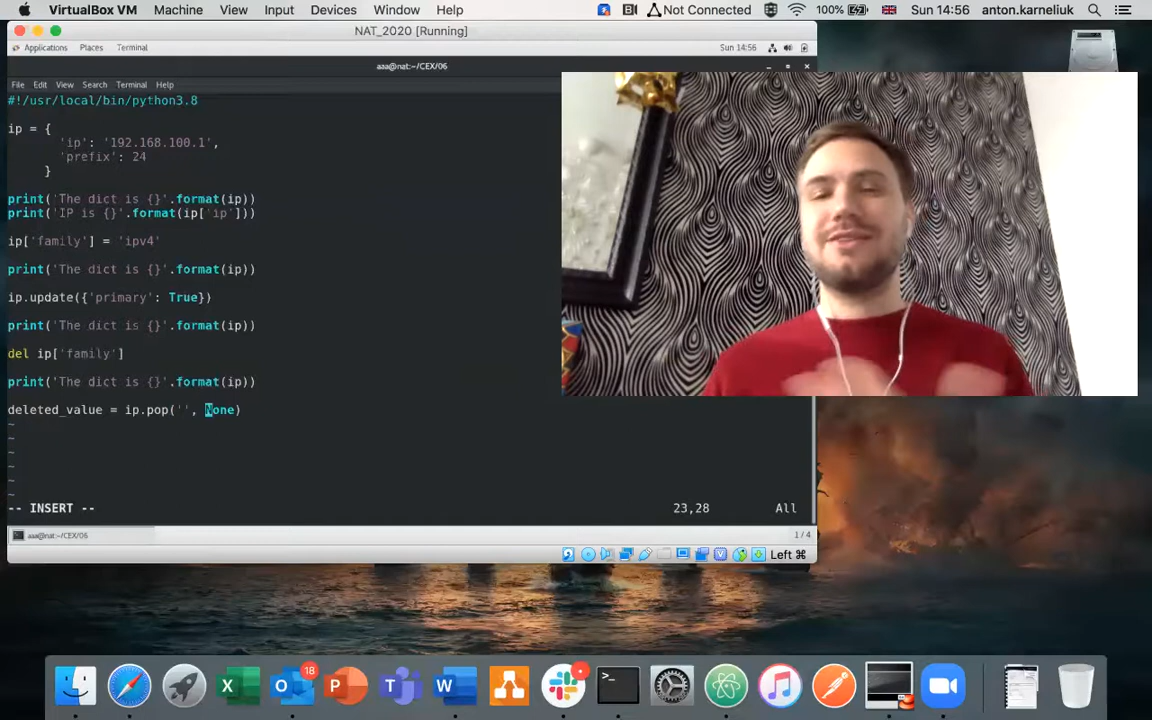 VirtualBox VM Machine View Input Devices Window Help Not Connected 100% Sun 14:56 anton.karneliuk
NAT_2020 [Running]
Applications Places Terminal Sun 14:56
aaa@nat:~/CEX/06
File Edit View Search Terminal Help
#!/usr/local/bin/python3.8
ip = {
'ip': '192.168.100.1',
'prefix': 24
}
print('The dict is {}'.format(ip))
print('IP is {}'.format(ip['ip']))
ip['family'] = 'ipv4'
print('The dict is {}'.format(ip))
ip.update({'primary': True})
print('The dict is {}'.format(ip))
del ip['family']
print('The dict is {}'.format(ip))
deleted_value = ip.pop('', None)
~
~
~
~
~
~
-- INSERT -- 23,28 All
aaa@nat:~/CEX/06 1 / 4
Left ⌘
18